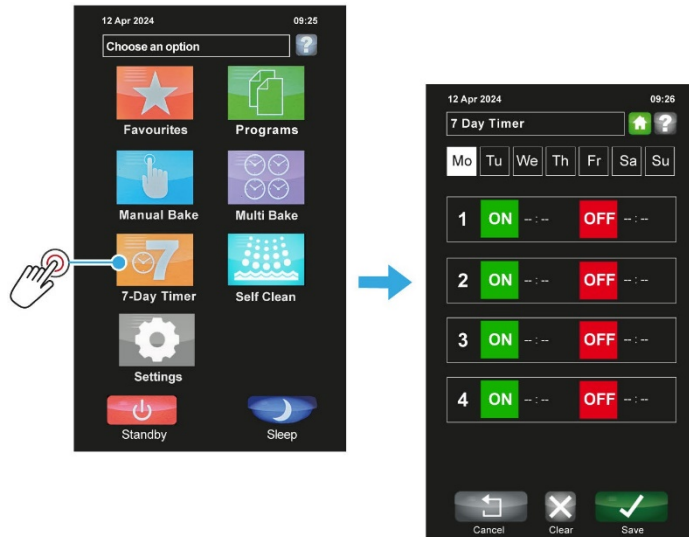 12 Apr 2024 09:25
Choose an option ?
Favourites Programs
Manual Bake Multi Bake
7
7-Day Timer Self Clean
Settings
Standby Sleep
12 Apr 2024 09:26
7 Day Timer ?
Mo Tu We Th Fr Sa Su
1 ON --:-- OFF --:--
2 ON --:-- OFF --:--
3 ON --:-- OFF --:--
4 ON --:-- OFF --:--
Cancel Clear Save